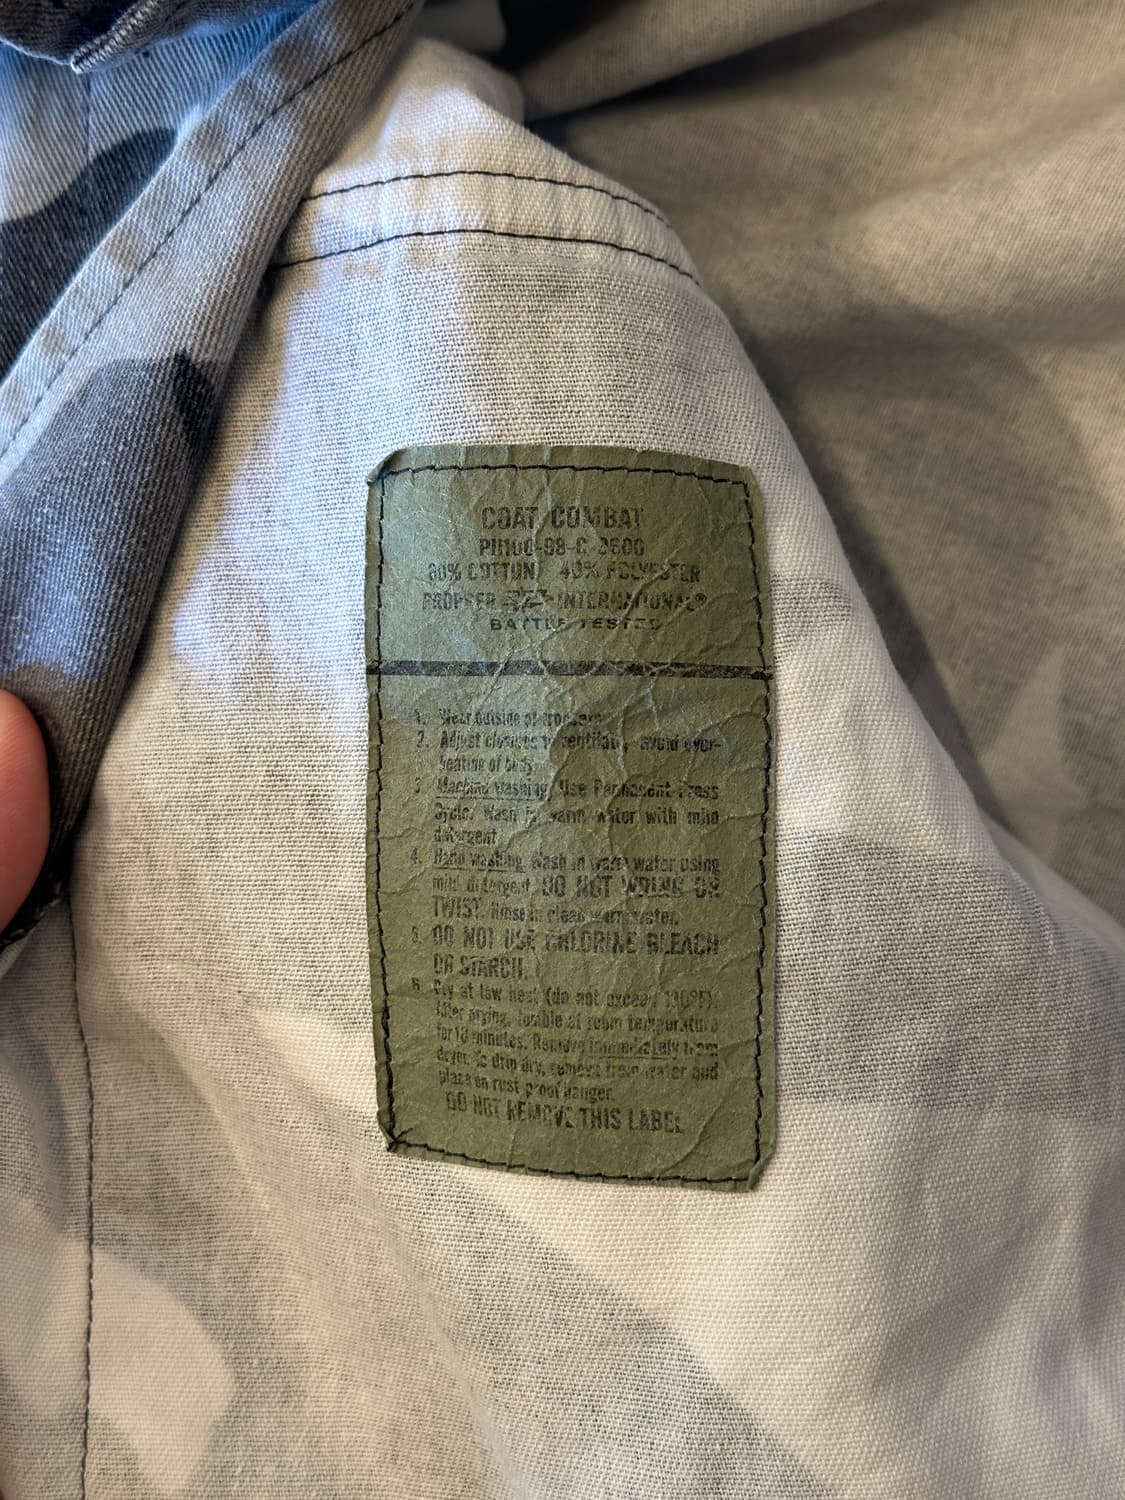 COAT COMBAT
60% COTTON 40% POLYESTER
PROPPER INTERNATIONAL®
BATTLE TESTED
1. Wear outside of trousers.
2. Adjust closures to ventilate, avoid over-
heating of body.
3. Machine washing. Use Permanent Press
Cycle. Wash in warm water with mild
detergent
4. Hand washing. Wash in warm water using
mild detergent. DO NOT WRING OR
TWIST. Rinse in clean warm water.
5. DO NOT USE CHLORINE BLEACH
OR STARCH.
6. Dry at low heat (do not exceed 130°F).
After drying, tumble at room temperature
for 10 minutes. Remove immediately from
dryer. To drip dry, remove from water and
place on rust proof hanger.
DO NOT REMOVE THIS LABEL